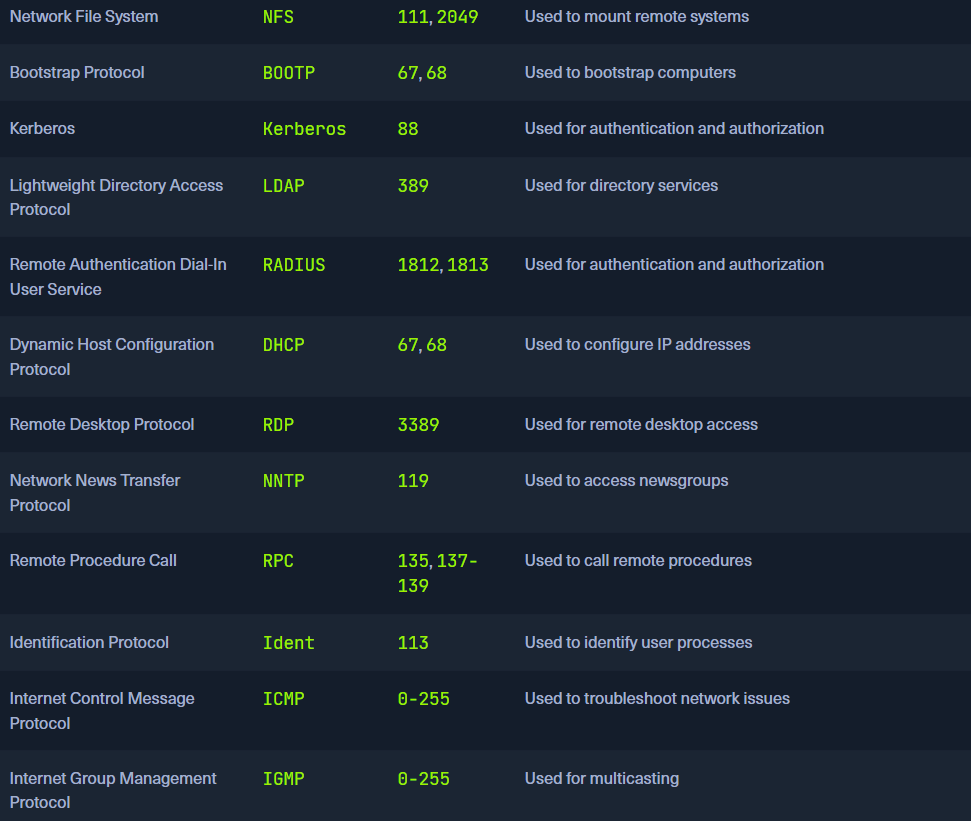 Network File System NFS 111, 2049 Used to mount remote systems
Bootstrap Protocol BOOTP 67, 68 Used to bootstrap computers
Kerberos Kerberos 88 Used for authentication and authorization
Lightweight Directory Access LDAP 389 Used for directory services
Protocol
Remote Authentication Dial-In RADIUS 1812, 1813 Used for authentication and authorization
User Service
Dynamic Host Configuration DHCP 67, 68 Used to configure IP addresses
Protocol
Remote Desktop Protocol RDP 3389 Used for remote desktop access
Network News Transfer NNTP 119 Used to access newsgroups
Protocol
Remote Procedure Call RPC 135, 137- Used to call remote procedures
139
Identification Protocol Ident 113 Used to identify user processes
Internet Control Message ICMP 0-255 Used to troubleshoot network issues
Protocol
Internet Group Management IGMP 0-255 Used for multicasting
Protocol